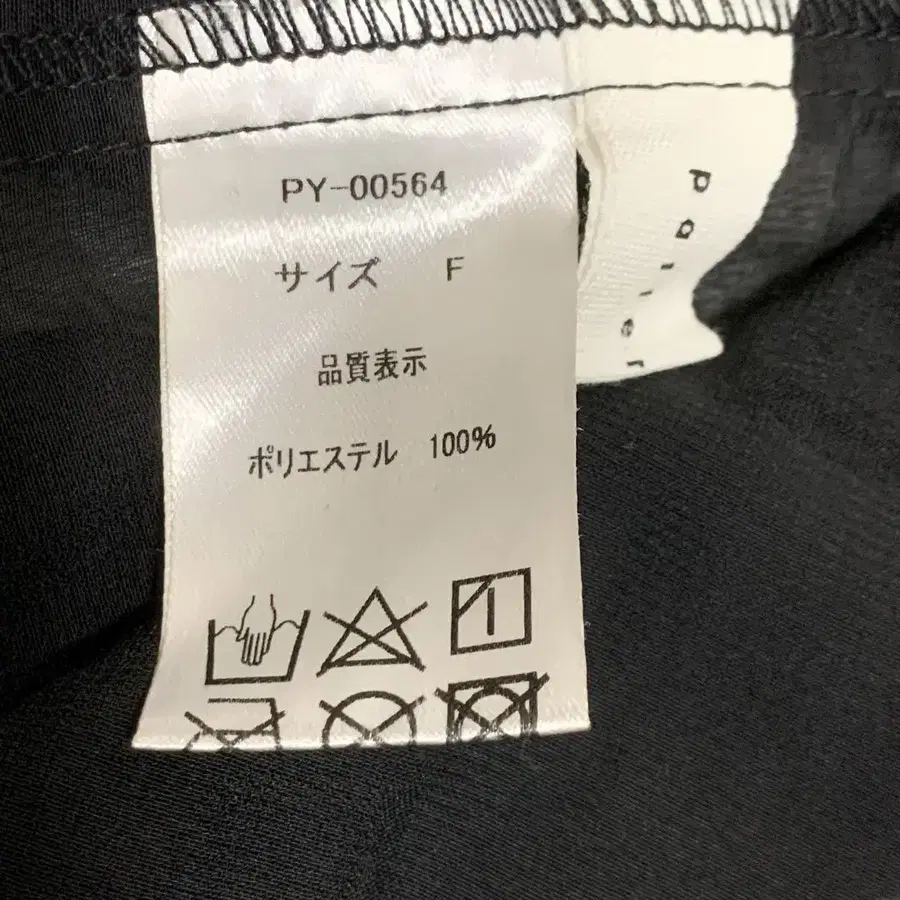 PY-00564
サイズ F
品質表示
ポリエステル 100%